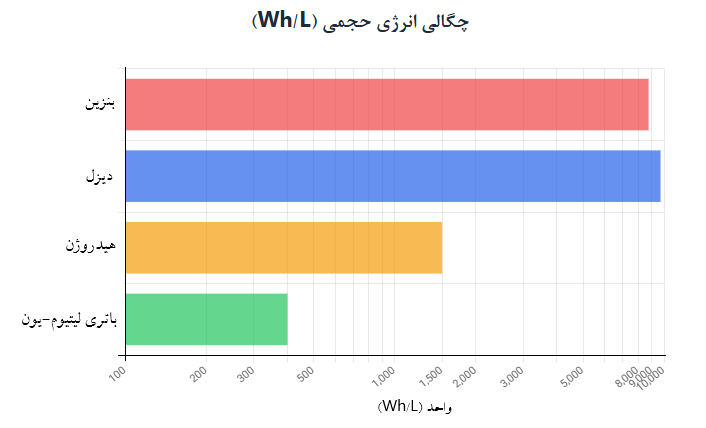 چگالی انرژی حجمی (Wh/L)
بنزین
دیزل
هیدروژن
باتری لیتیوم-یون
100 200 300 500 1,000 1,500 2,000 3,000 5,000 8,000 9,000 10,000
واحد (Wh/L)